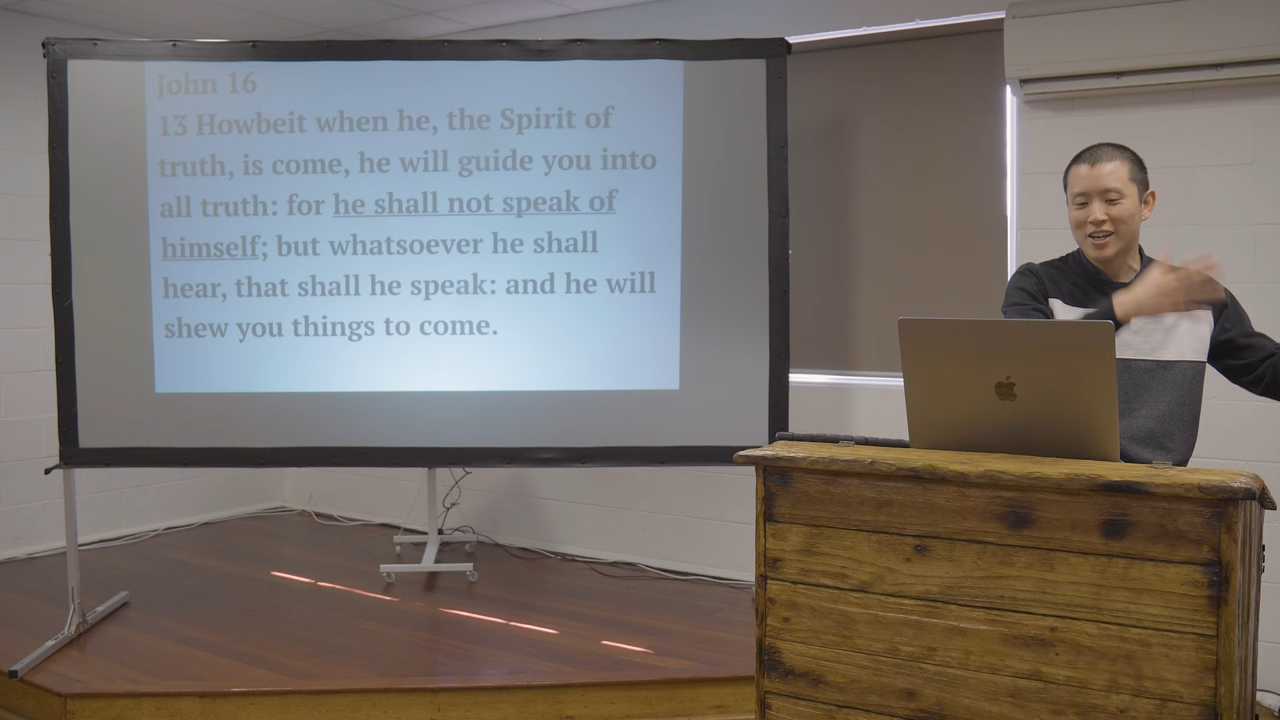 John 16
13 Howbeit when he, the Spirit of
truth, is come, he will guide you into
all truth: for he shall not speak of
himself; but whatsoever he shall
hear, that shall he speak: and he will
shew you things to come.